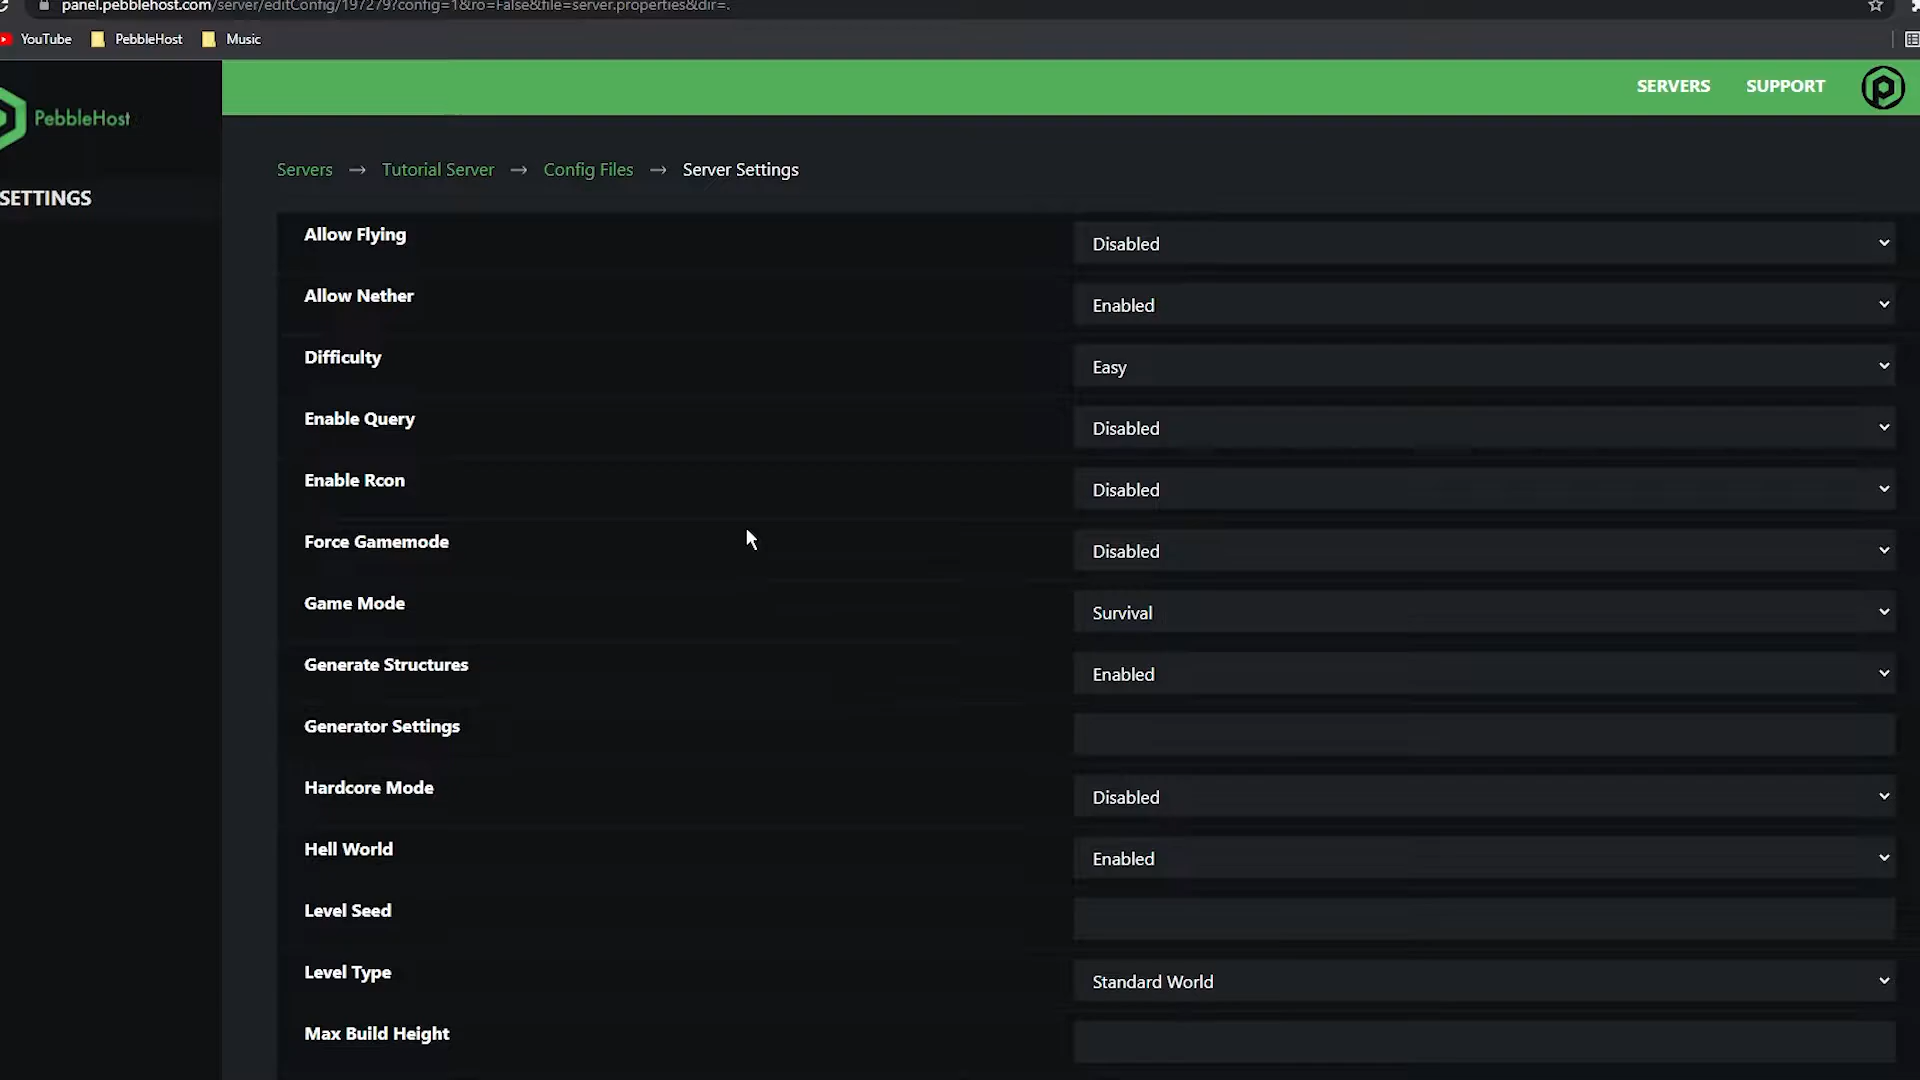 panel.pebblehost.com/server/editConfig/197279?config=1&ro=False&file=server.properties&dir=.
YouTube PebbleHost Music
SERVERS SUPPORT
PebbleHost
SETTINGS
Servers → Tutorial Server → Config Files → Server Settings
Allow Flying Disabled
Allow Nether Enabled
Difficulty Easy
Enable Query Disabled
Enable Rcon Disabled
Force Gamemode Disabled
Game Mode Survival
Generate Structures Enabled
Generator Settings
Hardcore Mode Disabled
Hell World Enabled
Level Seed
Level Type Standard World
Max Build Height